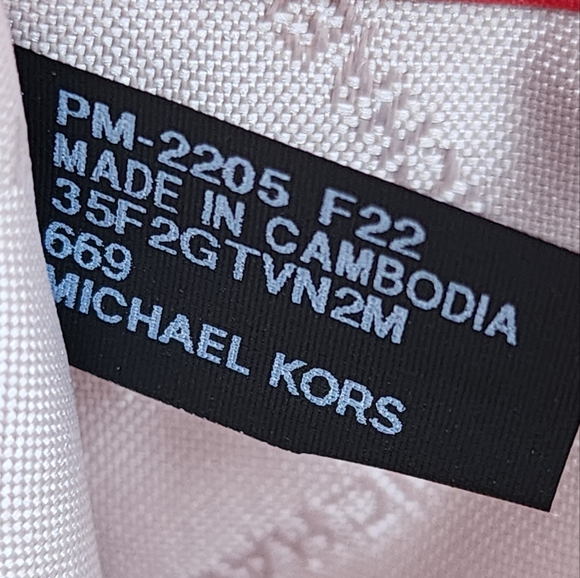 PM-2205 F22
MADE IN CAMBODIA
35F2GTVN2M
669
MICHAEL KORS